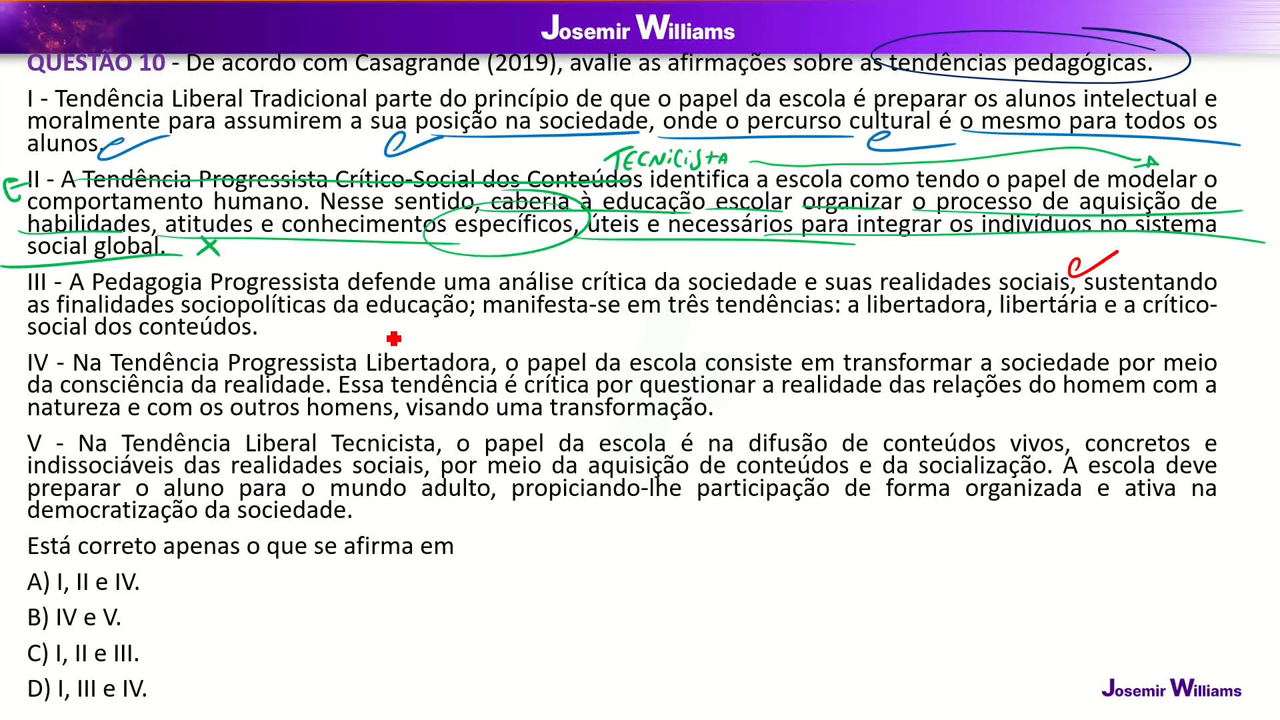 Josemir Williams
QUESTÃO 10 - De acordo com Casagrande (2019), avalie as afirmações sobre as tendências pedagógicas.
I - Tendência Liberal Tradicional parte do princípio de que o papel da escola é preparar os alunos intelectual e
moralmente para assumirem a sua posição na sociedade, onde o percurso cultural é o mesmo para todos os
alunos.
TECNICISTA
II - A Tendência Progressista Crítico-Social dos Conteúdos identifica a escola como tendo o papel de modelar o
comportamento humano. Nesse sentido, caberia à educação escolar organizar o processo de aquisição de
habilidades, atitudes e conhecimentos específicos, úteis e necessários para integrar os indivíduos no sistema
social global.
III - A Pedagogia Progressista defende uma análise crítica da sociedade e suas realidades sociais, sustentando
as finalidades sociopolíticas da educação; manifesta-se em três tendências: a libertadora, libertária e a crítico-
social dos conteúdos.
IV - Na Tendência Progressista Libertadora, o papel da escola consiste em transformar a sociedade por meio
da consciência da realidade. Essa tendência é crítica por questionar a realidade das relações do homem com a
natureza e com os outros homens, visando uma transformação.
V - Na Tendência Liberal Tecnicista, o papel da escola é na difusão de conteúdos vivos, concretos e
indissociáveis das realidades sociais, por meio da aquisição de conteúdos e da socialização. A escola deve
preparar o aluno para o mundo adulto, propiciando-lhe participação de forma organizada e ativa na
democratização da sociedade.
Está correto apenas o que se afirma em
A) I, II e IV.
B) IV e V.
C) I, II e III.
D) I, III e IV.
Josemir Williams